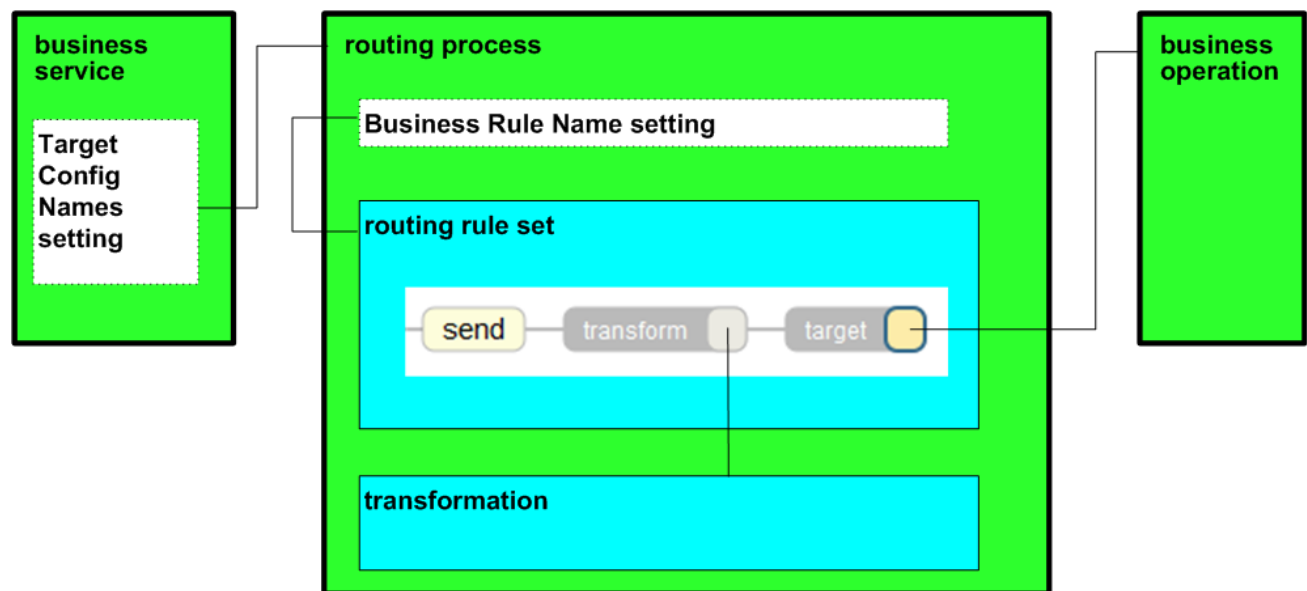 business
service
Target
Config
Names
setting
routing process
Business Rule Name setting
routing rule set
send
transform
target
transformation
business
operation